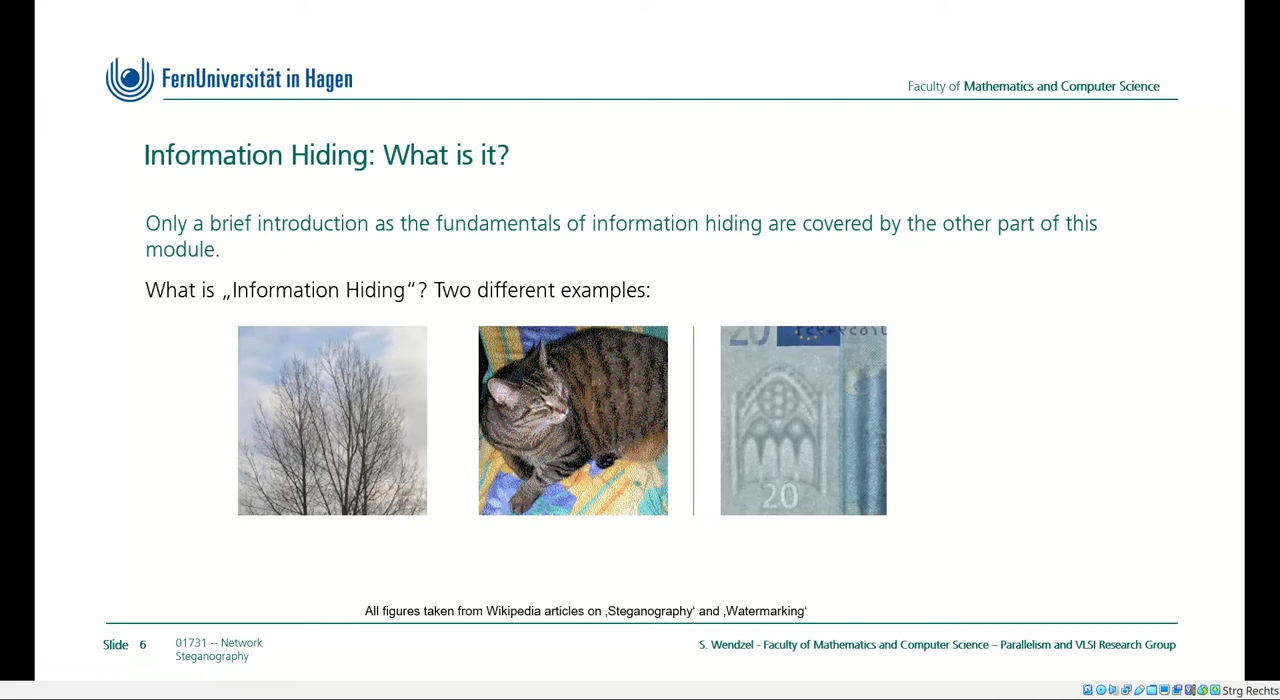 FernUniversität in Hagen
Faculty of Mathematics and Computer Science
Information Hiding: What is it?
Only a brief introduction as the fundamentals of information hiding are covered by the other part of this
module.
What is „Information Hiding“? Two different examples:
20
20
All figures taken from Wikipedia articles on ‚Steganography‘ and ‚Watermarking‘
Slide 6
01731 -- Network
Steganography
S. Wendzel - Faculty of Mathematics and Computer Science – Parallelism and VLSI Research Group
Strg Rechts